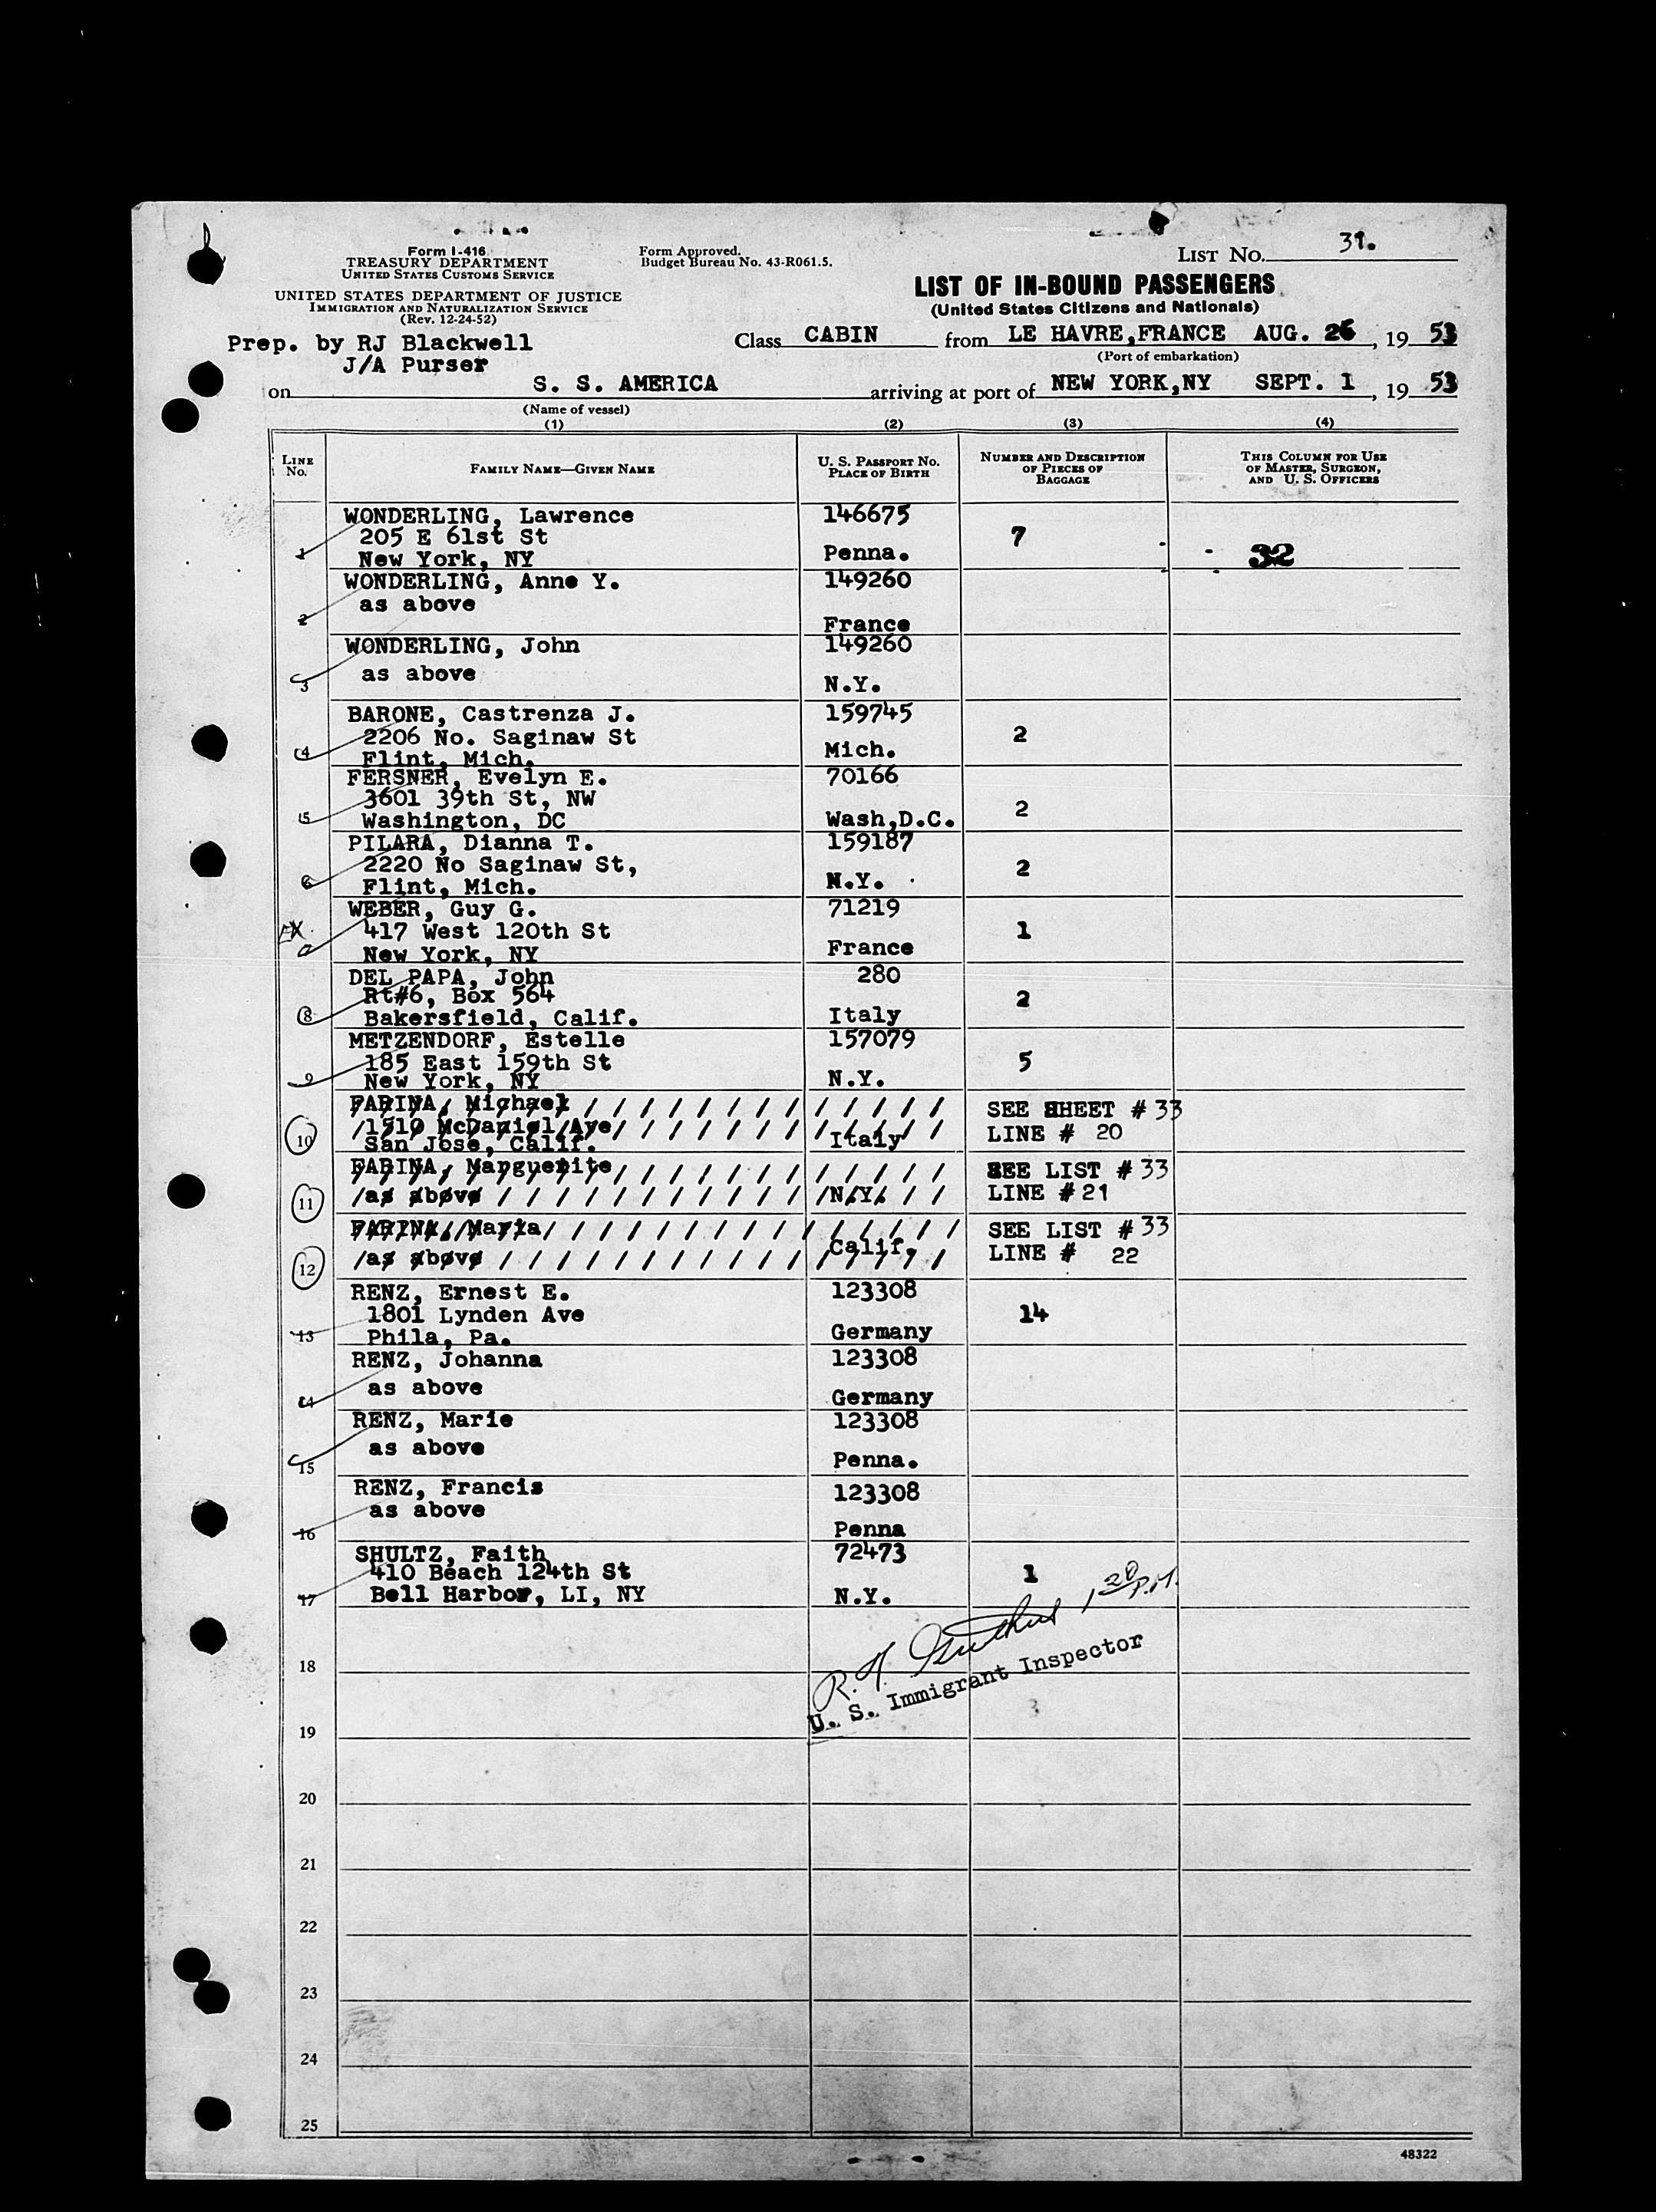 Form I-416
TREASURY DEPARTMENT
UNITED STATES CUSTOMS SERVICE
UNITED STATES DEPARTMENT OF JUSTICE
IMMIGRATION AND NATURALIZATION SERVICE
(Rev. 12-24-52)
Form Approved.
Budget Bureau No. 43-R061.5.
LIST NO. 31.
LIST OF IN-BOUND PASSENGERS
(United States Citizens and Nationals)
Prep. by RJ Blackwell
J/A Purser
Class CABIN from LE HAVRE,FRANCE AUG. 26, 19 53
(Port of embarkation)
on S. S. AMERICA arriving at port of NEW YORK,NY SEPT. 1, 19 53
(Name of vessel)
(1) (2) (3) (4)
LINE NO. FAMILY NAME—GIVEN NAME U. S. PASSPORT NO. PLACE OF BIRTH NUMBER AND DESCRIPTION OF PIECES OF BAGGAGE THIS COLUMN FOR USE OF MASTER, SURGEON, AND U. S. OFFICERS
WONDERLING, Lawrence 146675
205 E 61st St 7
1 New York, NY Penna. 32
WONDERLING, Anne Y. 149260
as above
2 France
WONDERLING, John 149260
as above
3 N.Y.
BARONE, Castrenza J. 159745
2206 No. Saginaw St 2
4 Flint, Mich. Mich.
FERSNER, Evelyn E. 70166
3601 39th St, NW 2
5 Washington, DC Wash,D.C.
PILARA, Dianna T. 159187
2220 No Saginaw St, 2
6 Flint, Mich. N.Y.
WEBER, Guy G. 71219
EX. 417 West 120th St 1
New York, NY France
DEL PAPA, John 280
Rt#6, Box 564 2
8 Bakersfield, Calif. Italy
METZENDORF, Estelle 157079
185 East 159th St 5
9 New York, NY N.Y.
FARINA, Michael SEE SHEET # 33
1510 McDaniel Ave LINE # 20
10 San Jose, Calif. Italy
FARINA, Marguerite SEE LIST # 33
11 as above N.Y. LINE # 21
FARINA, Maria SEE LIST # 33
12 as above Calif. LINE # 22
RENZ, Ernest E. 123308
1801 Lynden Ave 14
13 Phila, Pa. Germany
RENZ, Johanna 123308
14 as above Germany
RENZ, Marie 123308
as above
15 Penna.
RENZ, Francis 123308
as above
16 Penna
SHULTZ, Faith 72473
410 Beach 124th St 1
17 Bell Harbor, LI, NY N.Y.
1 30 P.M.
18
U. S. Immigrant Inspector
19
20
21
22
23
24
25
48322